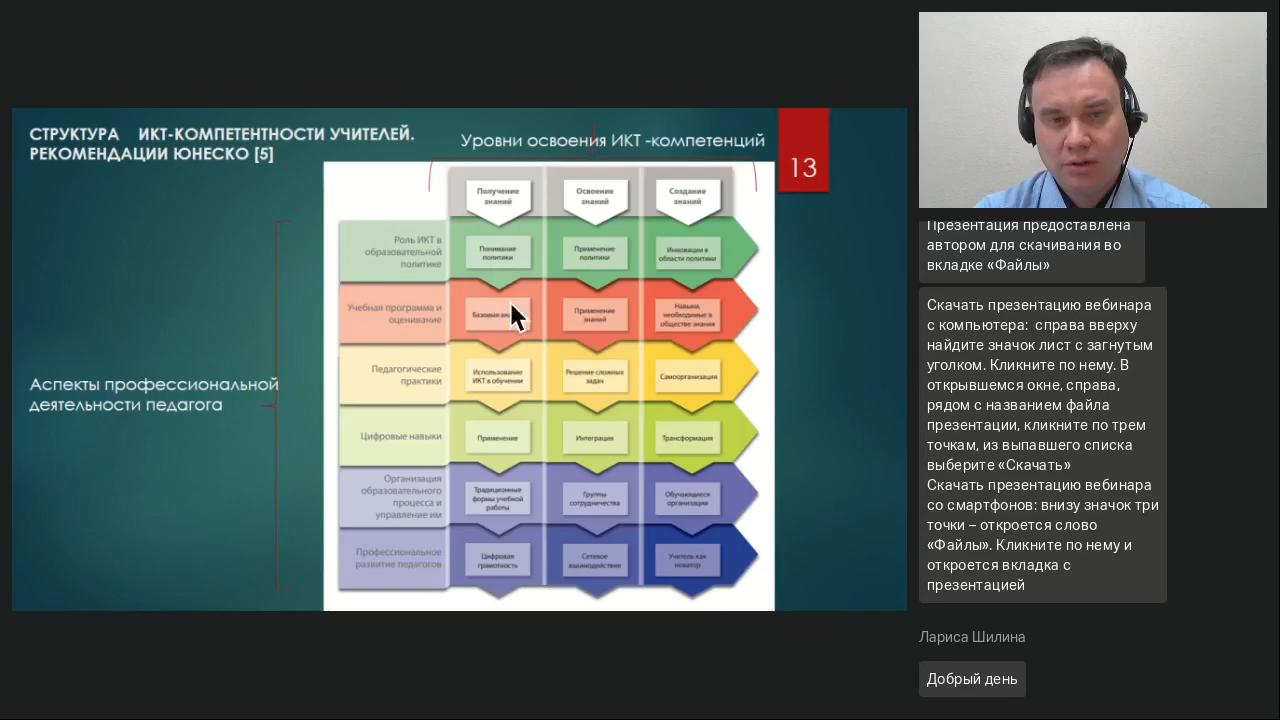 СТРУКТУРА ИКТ-КОМПЕТЕНТНОСТИ УЧИТЕЛЕЙ.
РЕКОМЕНДАЦИИ ЮНЕСКО [5]
Уровни освоения ИКТ -компетенций
13
Получение
знаний
Освоение
знаний
Создание
знаний
Роль ИКТ в
образовательной
политике
Понимание
политики
Применение
политики
Инновации в
области политики
Учебная программа и
оценивание
Базовые
Применение
знаний
Навыки,
необходимые в
обществе знания
Педагогические
практики
Использование
ИКТ в обучении
Решение сложных
задач
Самоорганизация
Цифровые навыки
Применение
Интеграция
Трансформация
Организация
образовательного
процесса и
управление им
Традиционные
формы учебной
работы
Группы
сотрудничества
Обучающиеся
организации
Профессиональное
развитие педагогов
Цифровая
грамотность
Сетевое
взаимодействие
Учитель как
новатор
Аспекты профессиональной
деятельности педагога
Презентация предоставлена
автором для скачивания во
вкладке «Файлы»
Скачать презентацию вебинара
с компьютера: справа вверху
найдите значок лист с загнутым
уголком. Кликните по нему. В
открывшемся окне, справа,
рядом с названием файла
презентации, кликните по трем
точкам, из выпавшего списка
выберите «Скачать»
Скачать презентацию вебинара
со смартфонов: внизу значок три
точки – откроется слово
«Файлы». Кликните по нему и
откроется вкладка с
презентацией
Лариса Шилина
Добрый день